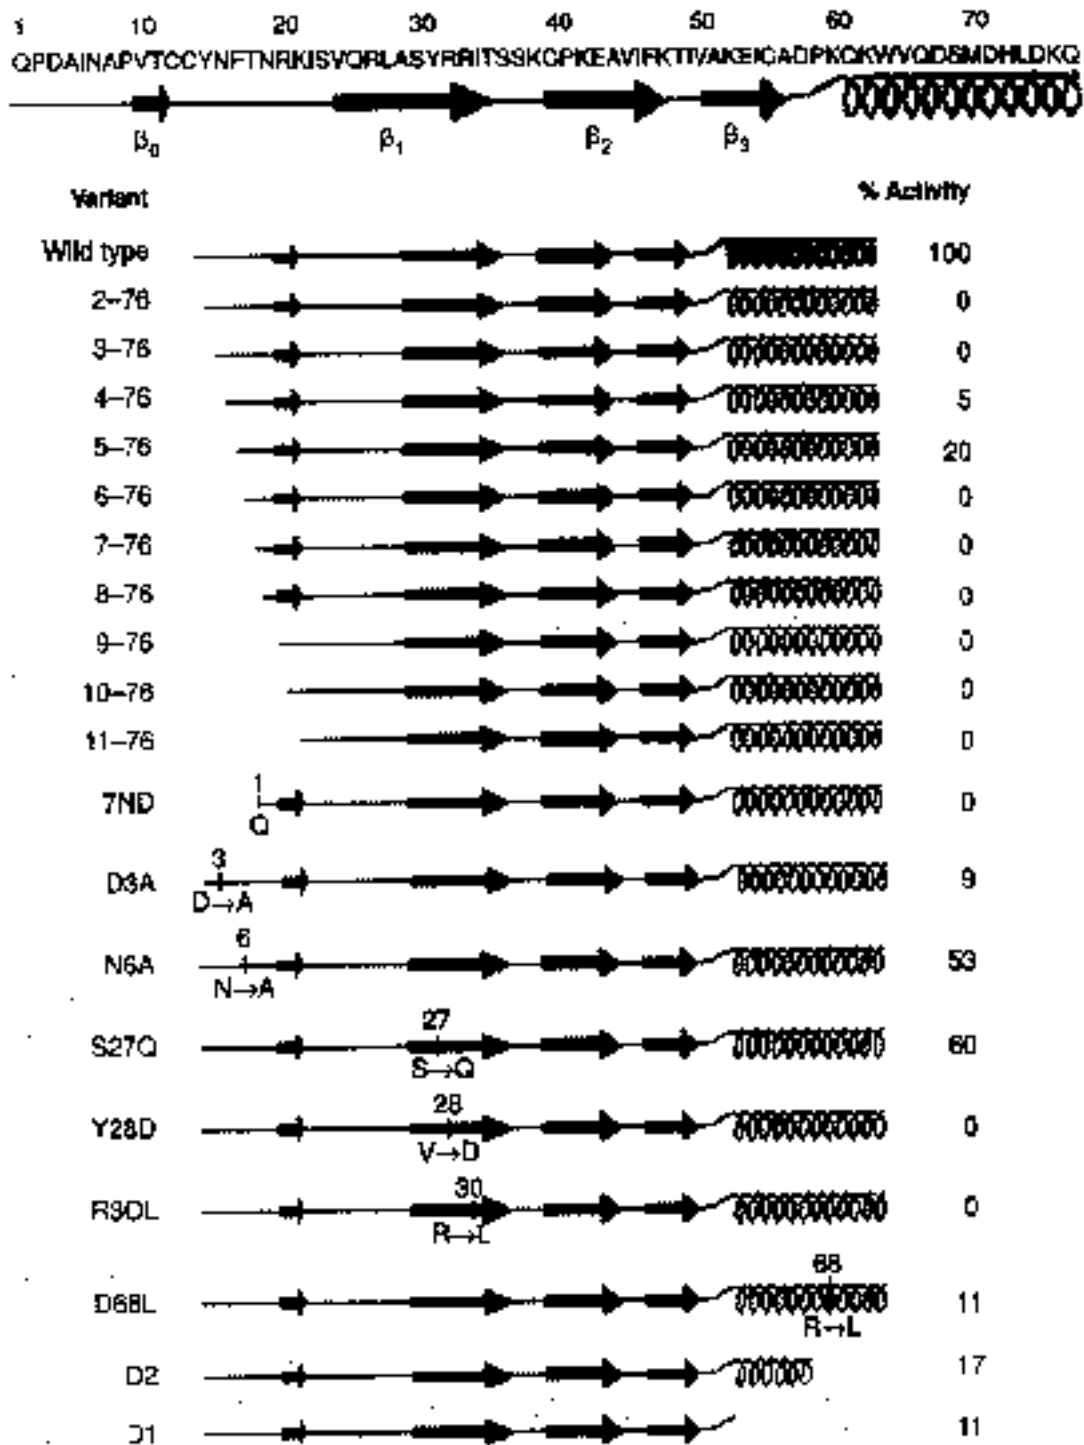 1 10 20 30 40 50 60 70
QPDAINAPVTCCYNFTNRKISVQRLASYRRITSSKCPKEAVIFKTIVAKEICADPKQKWVQDSMDHLDKQ
β0 β1 β2 β3
Variant % Activity
Wild type 100
2–76 0
3–76 0
4–76 5
5–76 20
6–76 0
7–76 0
8–76 0
9–76 0
10–76 0
11–76 0
1
7ND 0
Q
3
D3A 9
D→A
6
N6A 53
N→A
27
S27Q 60
S→Q
28
Y28D 0
V→D
30
R3DL 0
R→L
68
D68L 11
R→L
D2 17
D1 11